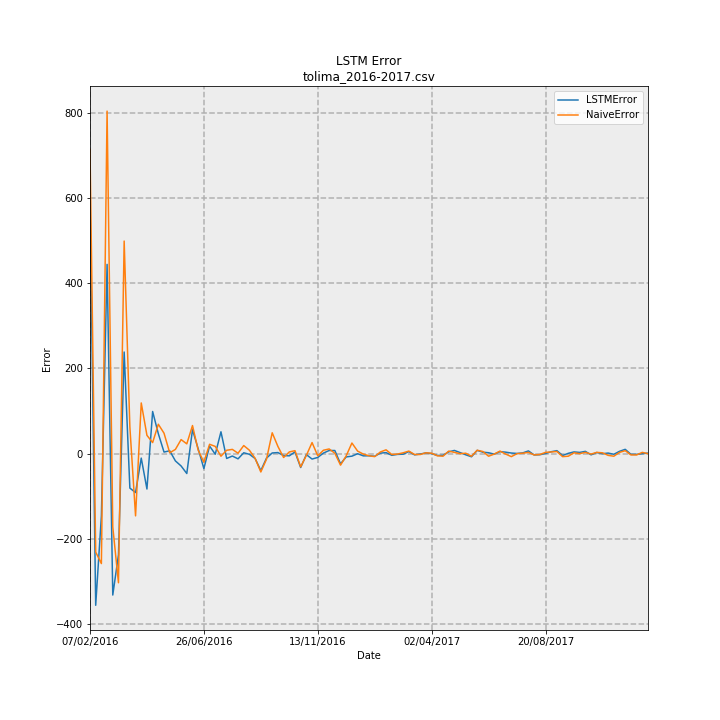 LSTM Error
tolima_2016-2017.csv
LSTMError
NaiveError
800
600
400
200
0
−200
−400
Error
07/02/2016
26/06/2016
13/11/2016
02/04/2017
20/08/2017
Date